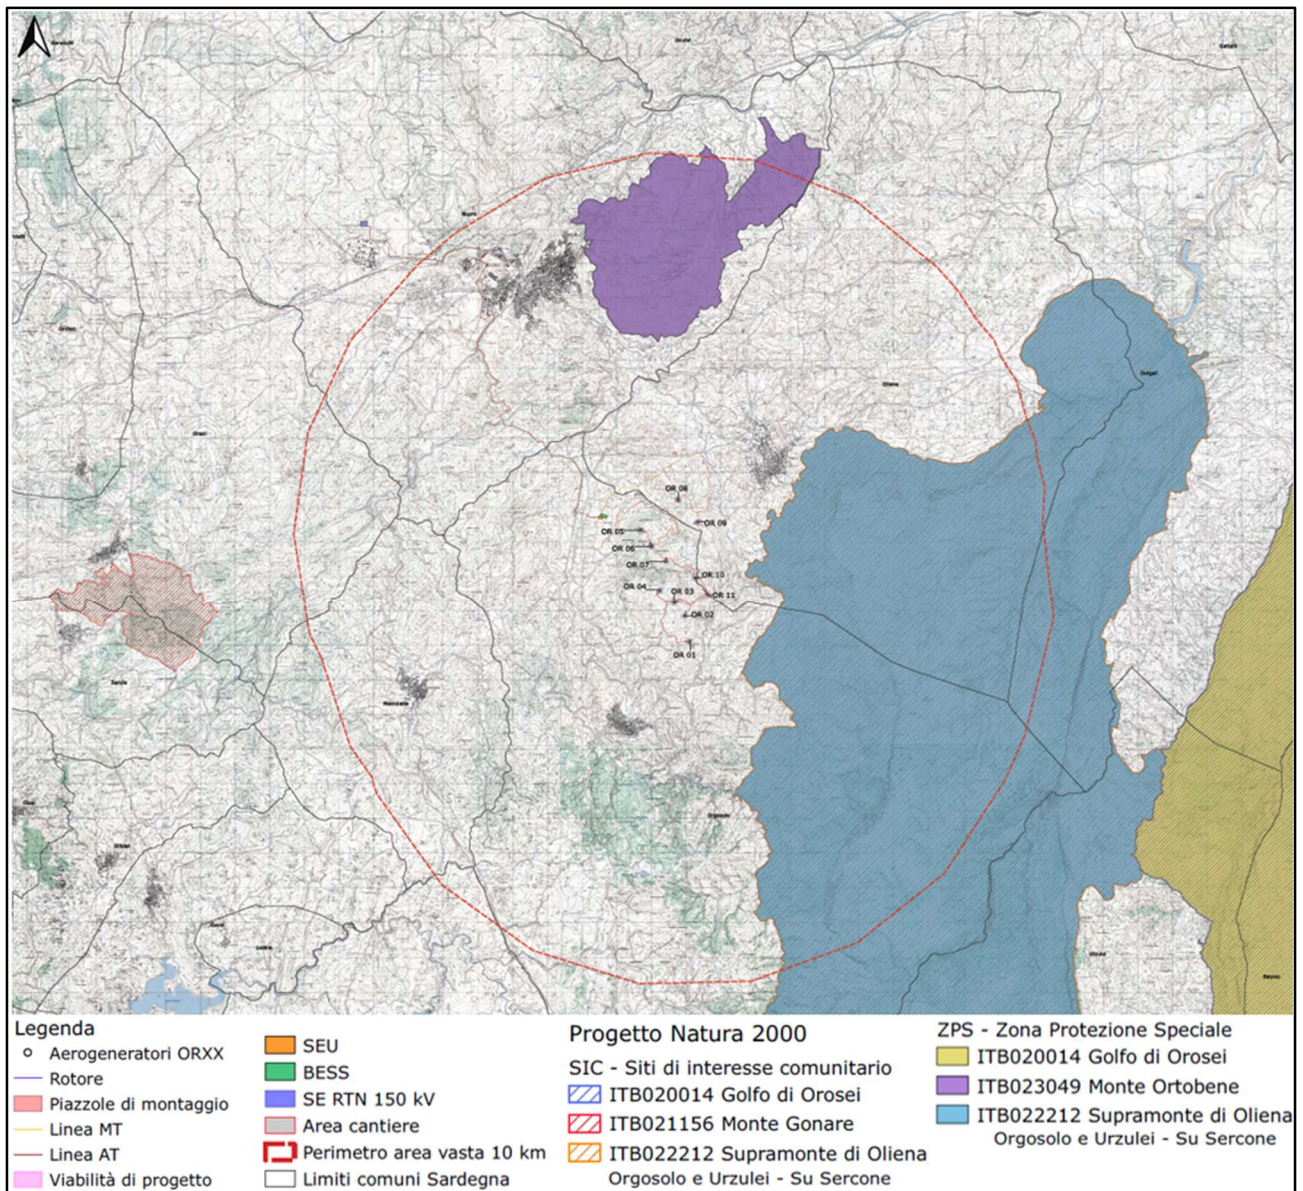 Nuoro
Oliena
Dorgali
OR 08
OR 09
OR 05
OR 06
OR 07
OR 10
OR 04
OR 03
OR 11
OR 02
OR 01
Orgosolo
Legenda
Aerogeneratori ORXX
Rotore
Piazzole di montaggio
Linea MT
Linea AT
Viabilità di progetto
SEU
BESS
SE RTN 150 kV
Area cantiere
Perimetro area vasta 10 km
Limiti comuni Sardegna
Progetto Natura 2000
SIC - Siti di interesse comunitario
ITB020014 Golfo di Orosei
ITB021156 Monte Gonare
ITB022212 Supramonte di Oliena
Orgosolo e Urzulei - Su Sercone
ZPS - Zona Protezione Speciale
ITB020014 Golfo di Orosei
ITB023049 Monte Ortobene
ITB022212 Supramonte di Oliena
Orgosolo e Urzulei - Su Sercone